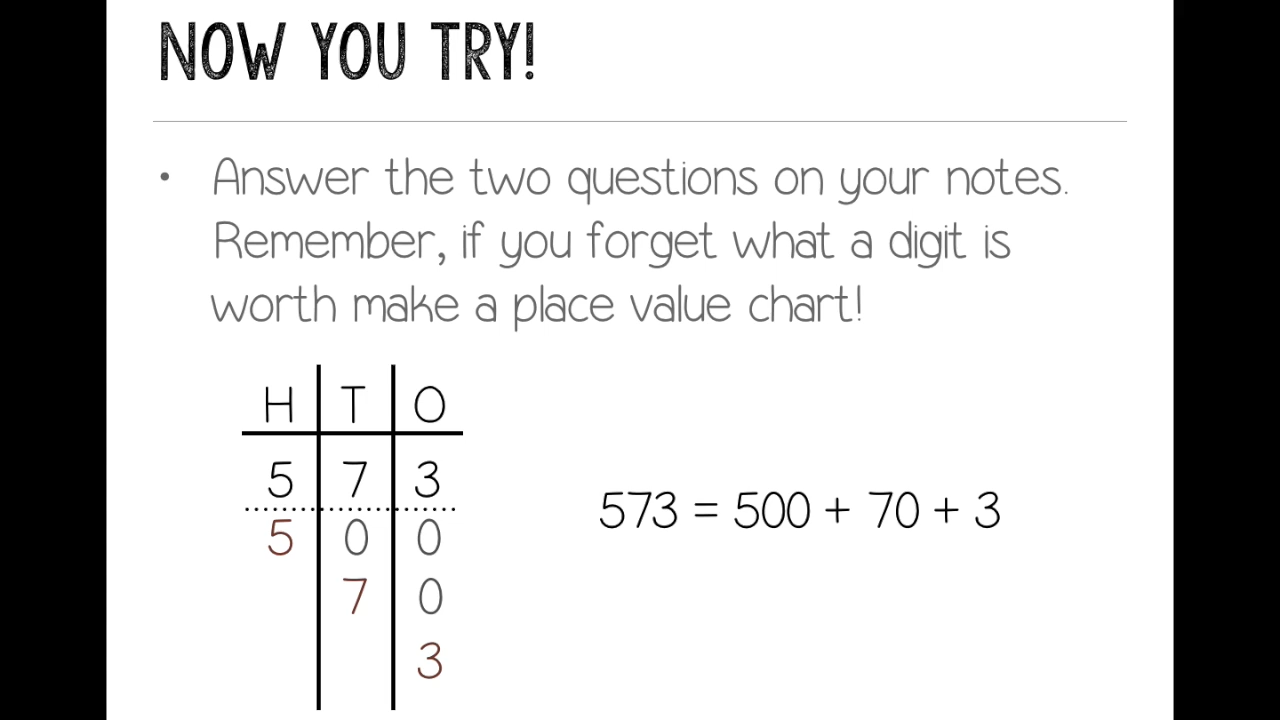 NOW YOU TRY!
• Answer the two questions on your notes.
Remember, if you forget what a digit is
worth make a place value chart!
H T O
5 7 3
5 0 0
7 0
3
573 = 500 + 70 + 3